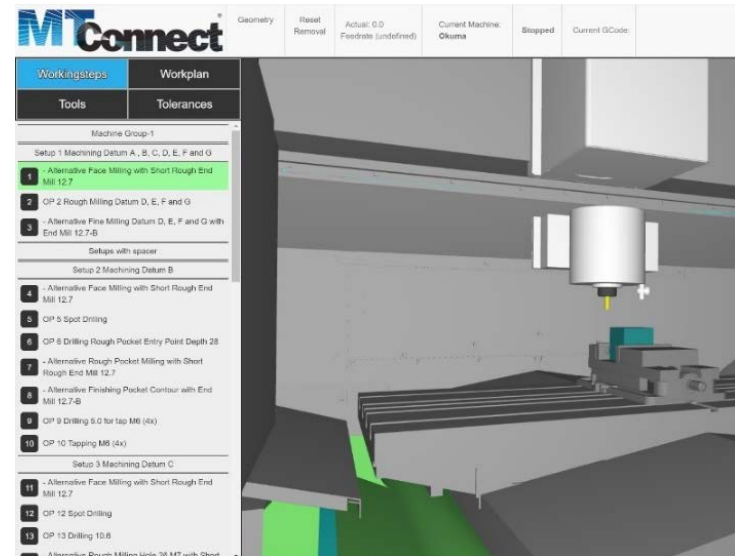 MTConnect
Geometry
Reset
Removal
Actual: 0.0
Feedrate (undefined)
Current Machine:
Okuma
Stopped
Current GCode:
Workingsteps
Workplan
Tools
Tolerances
Machine Group-1
Setup 1 Machining Datum A , B, C, D, E, F and G
1 - Alternative Face Milling with Short Rough End
Mill 12.7
2 OP 2 Rough Milling Datum D, E, F and G
3 - Alternative Fine Milling Datum D, E, F and G with
End Mill 12.7-B
Setups with spacer
Setup 2 Machining Datum B
4 - Alternative Face Milling with Short Rough End
Mill 12.7
5 OP 5 Spot Drilling
6 OP 6 Drilling Rough Pocket Entry Point Depth 28
7 - Alternative Rough Pocket Milling with Short
Rough End Mill 12.7
8 - Alternative Finishing Pocket Contour with End
Mill 12.7-B
9 OP 9 Drilling 5.0 for tap M6 (4x)
10 OP 10 Tapping M6 (4x)
Setup 3 Machining Datum C
11 - Alternative Face Milling with Short Rough End
Mill 12.7
12 OP 12 Spot Drilling
13 OP 13 Drilling 10.6
- Alternative Rough Milling Hole 26 M7 with Short